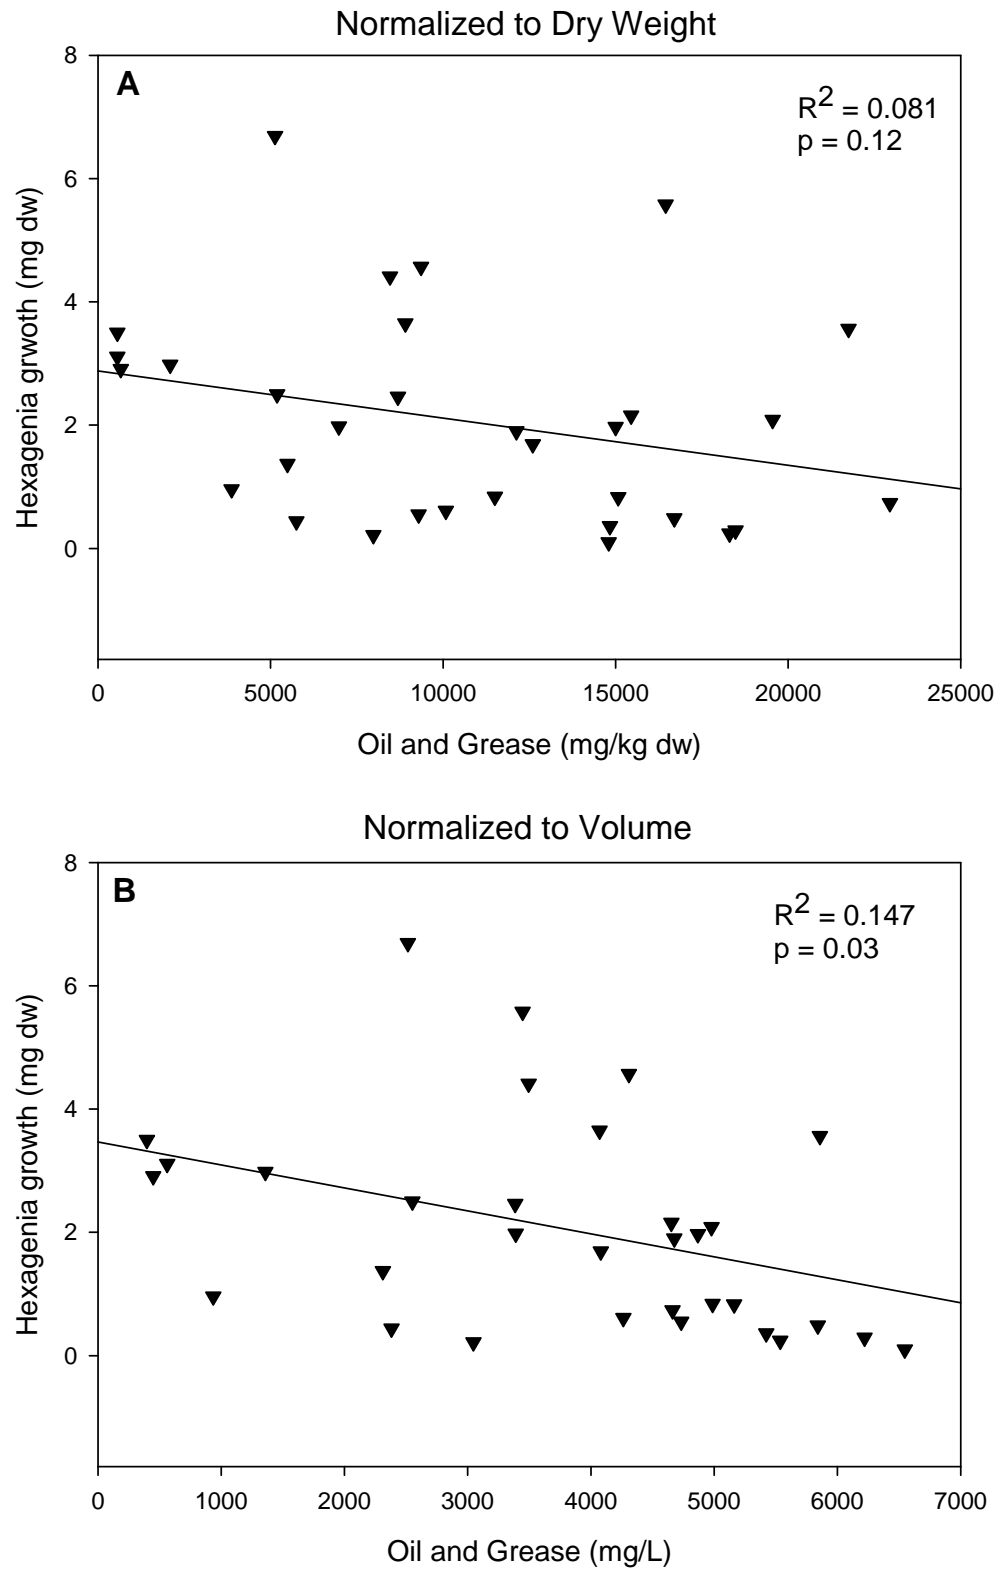 Normalized to Dry Weight
8
A
R2 = 0.081
p = 0.12
6
4
2
0
Hexagenia grwoth (mg dw)
0 5000 10000 15000 20000 25000
Oil and Grease (mg/kg dw)
Normalized to Volume
8
B
R2 = 0.147
p = 0.03
6
4
2
0
Hexagenia growth (mg dw)
0 1000 2000 3000 4000 5000 6000 7000
Oil and Grease (mg/L)